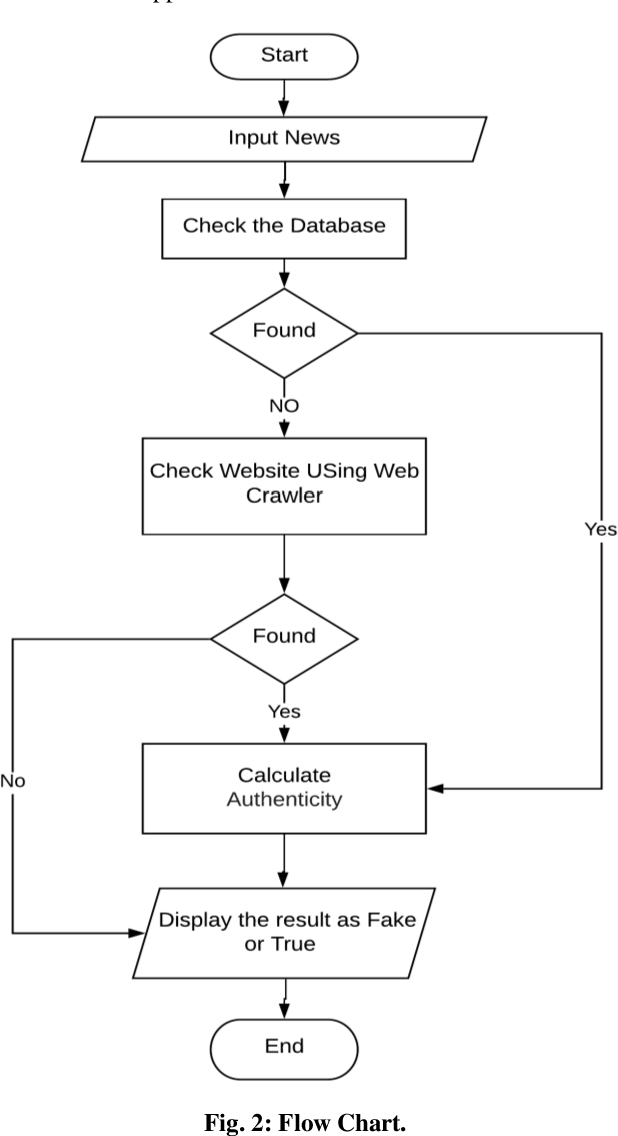 Start
Input News
Check the Database
Found
NO
Check Website USing Web
Crawler
Yes
Found
Yes
No
Calculate
Authenticity
Display the result as Fake
or True
End
Fig. 2: Flow Chart.